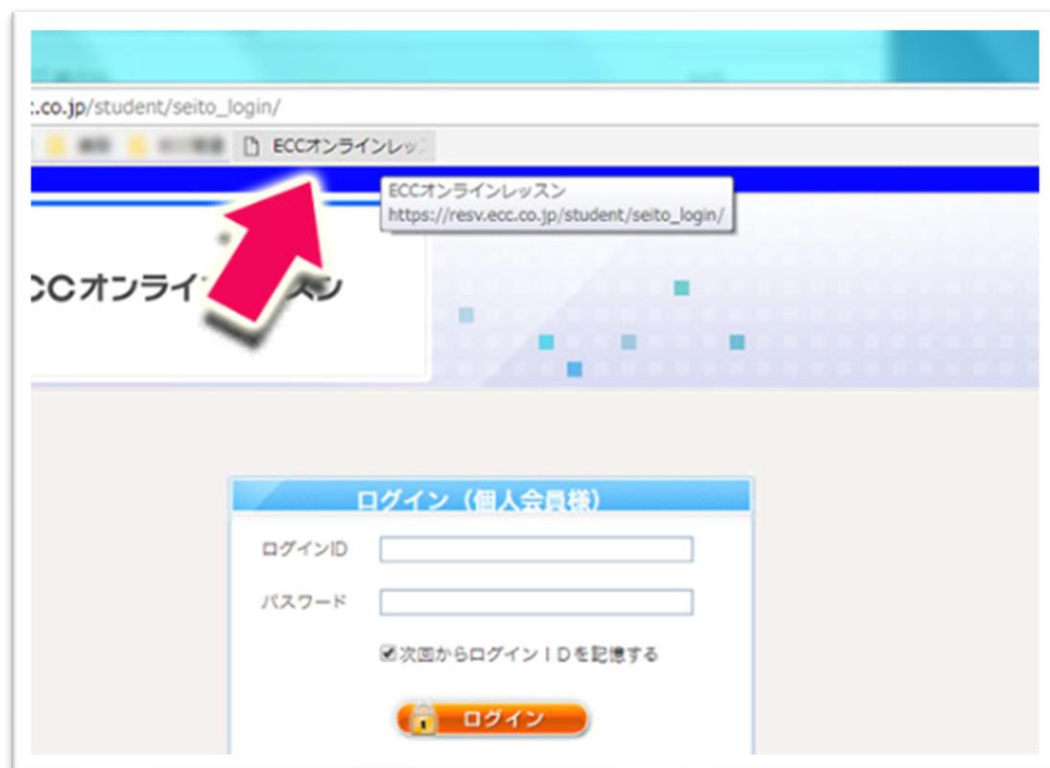 .co.jp/student/seito_login/
ECCオンラインレッ
ECCオンラインレッスン
https://resv.ecc.co.jp/student/seito_login/
CCオンライ
スン
ログイン（個人会員様）
ログインID
パスワード
次回からログインＩＤを記憶する
ログイン